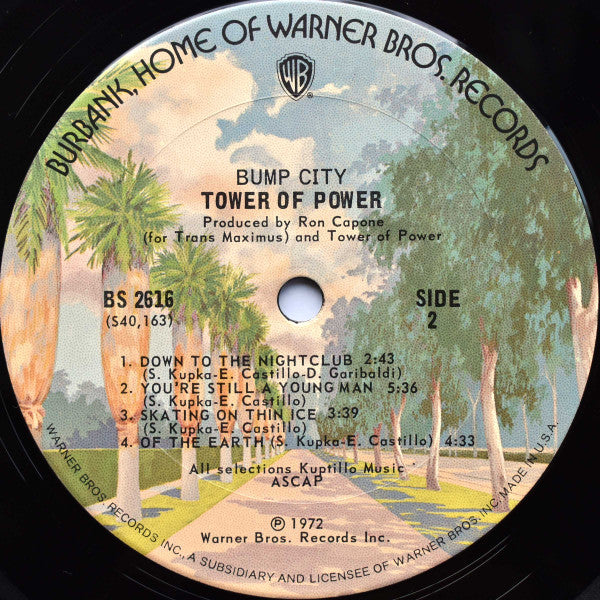 BURBANK, HOME OF WARNER BROS. RECORDS
WB
®
BUMP CITY
TOWER OF POWER
Produced by Ron Capone
(for Trans Maximus) and Tower of Power
BS 2616
(S40,163)
SIDE
2
1. DOWN TO THE NIGHTCLUB 2:43
(S. Kupka-E. Castillo-D. Garibaldi)
2. YOU'RE STILL A YOUNG MAN 5:36
(S. Kupka-E. Castillo)
3. SKATING ON THIN ICE 3:39
(S. Kupka-E. Castillo)
4. OF THE EARTH (S. Kupka-E. Castillo) 4:33
All selections Kuptillo Music
ASCAP
℗ 1972
Warner Bros. Records Inc.
WARNER BROS. RECORDS INC., A SUBSIDIARY AND LICENSEE OF WARNER BROS. INC. MADE IN U.S.A.